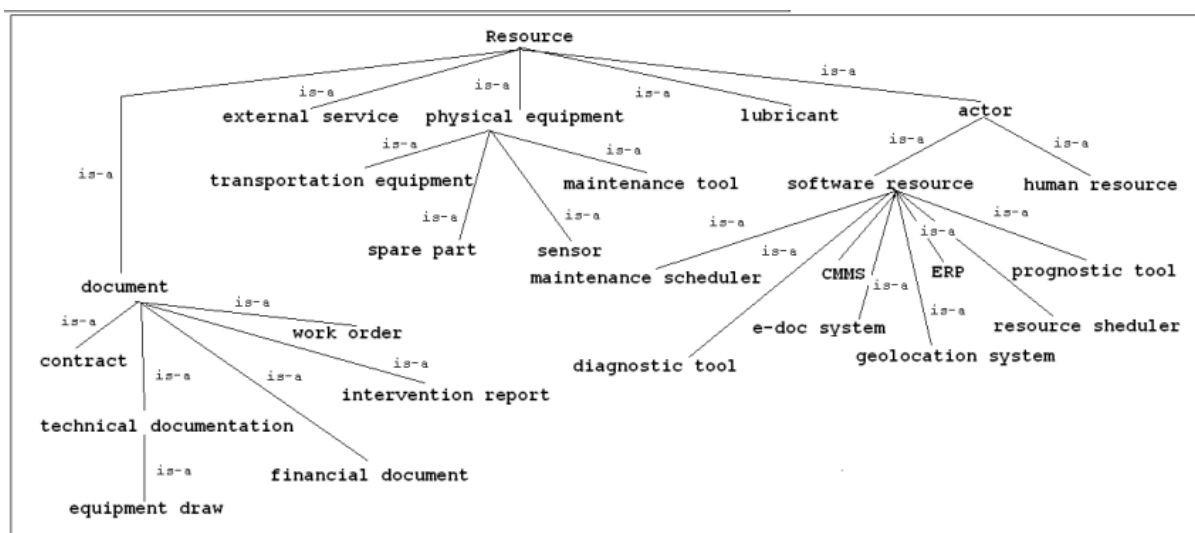 Resource
is-a
is-a
is-a
is-a
external service
physical equipment
lubricant
actor
is-a
is-a
is-a
is-a
is-a
transportation equipment
maintenance tool
software resource
human resource
is-a
is-a
is-a
is-a
is-a
spare part
sensor
maintenance scheduler
is-a
CMMS
ERP
prognostic tool
document
is-a
is-a
is-a
is-a
work order
e-doc system
resource sheduler
contract
is-a
diagnostic tool
geolocation system
is-a
is-a
intervention report
technical documentation
is-a
financial document
equipment draw